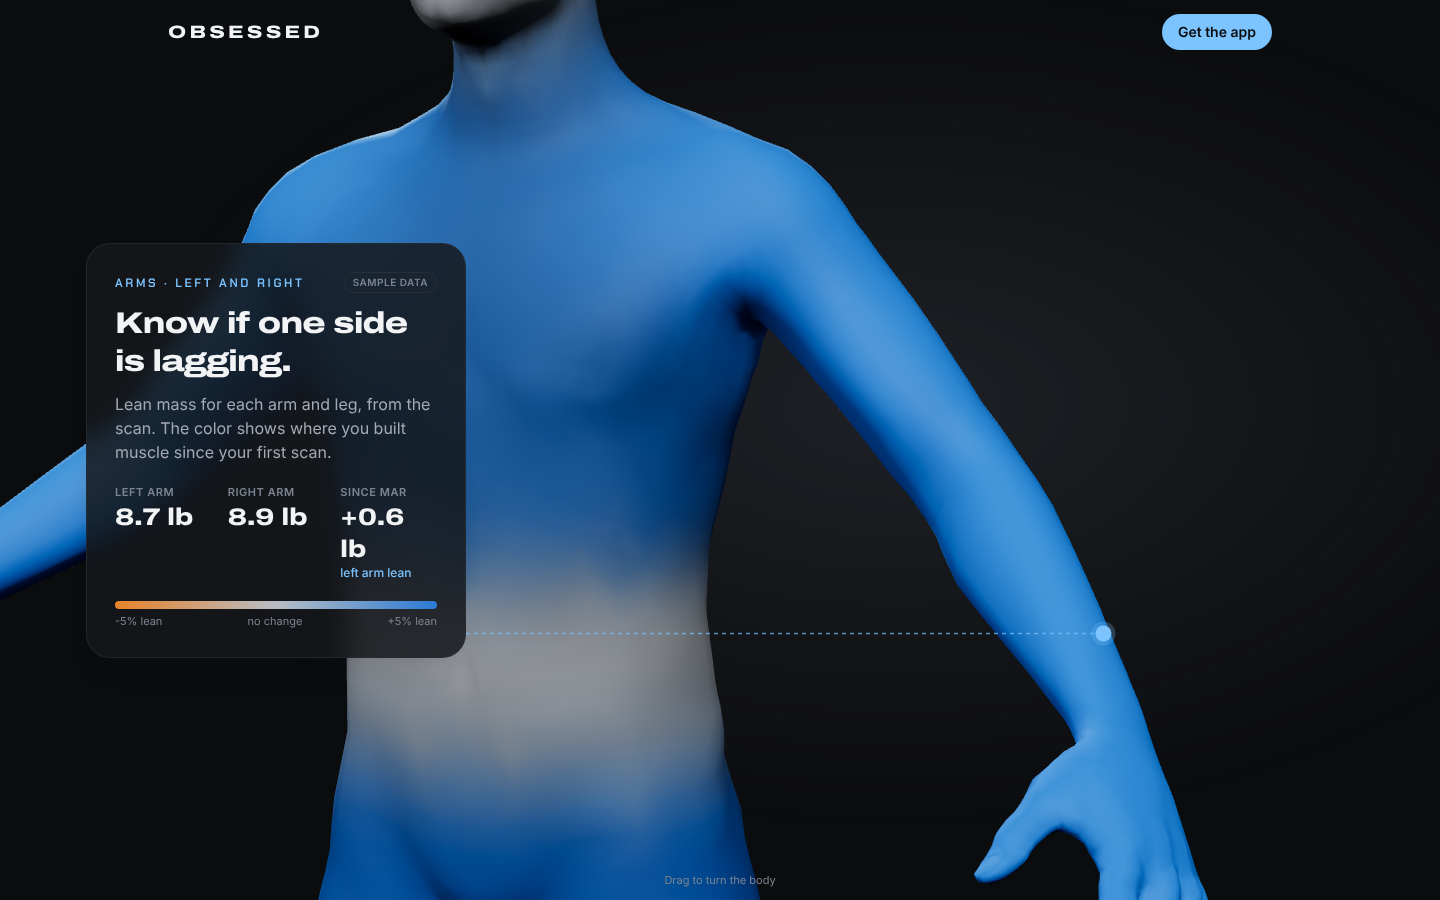 OBSESSED
Get the app
ARMS · LEFT AND RIGHT
SAMPLE DATA
Know if one side
is lagging.
Lean mass for each arm and leg, from the
scan. The color shows where you built
muscle since your first scan.
LEFT ARM
8.7 lb
RIGHT ARM
8.9 lb
SINCE MAR
+0.6
lb
left arm lean
-5% lean
no change
+5% lean
Drag to turn the body